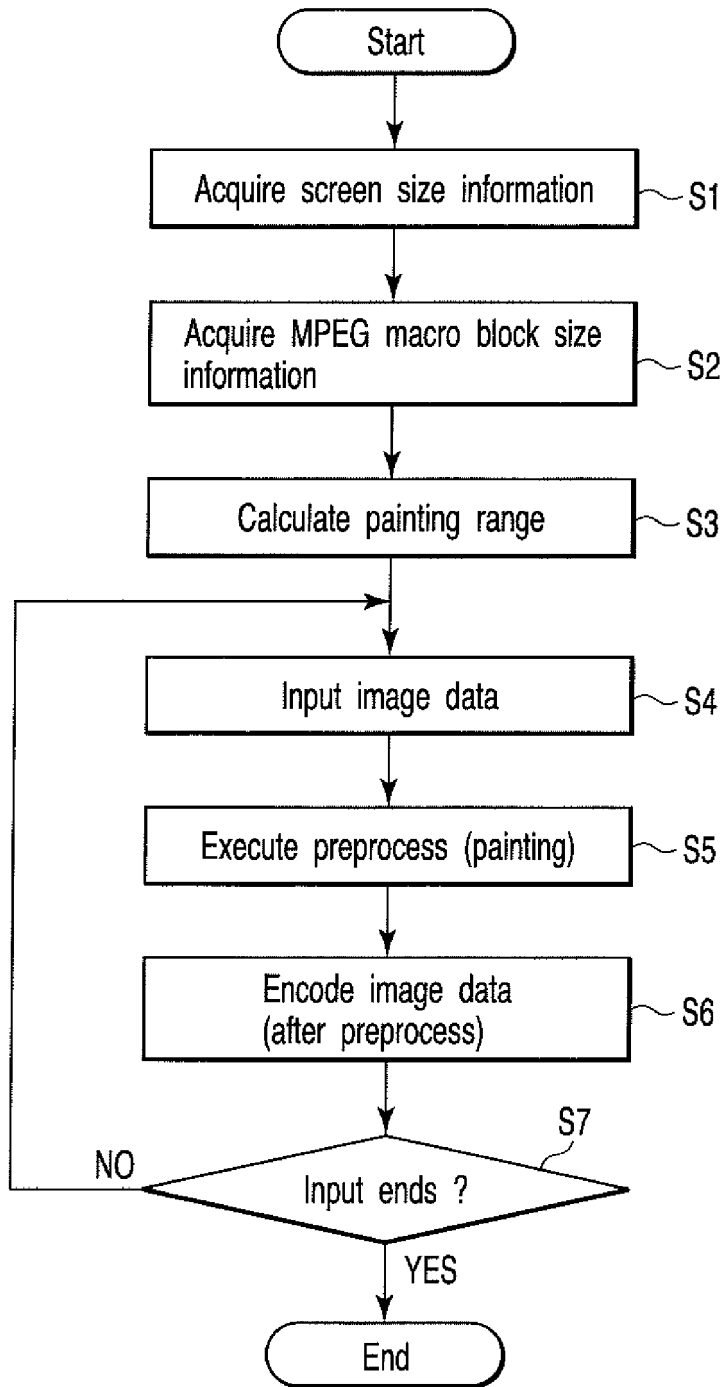 Start
Acquire screen size information
S1
Acquire MPEG macro block size
information
S2
Calculate painting range
S3
Input image data
S4
Execute preprocess (painting)
S5
Encode image data
(after preprocess)
S6
S7
NO
Input ends ?
YES
End